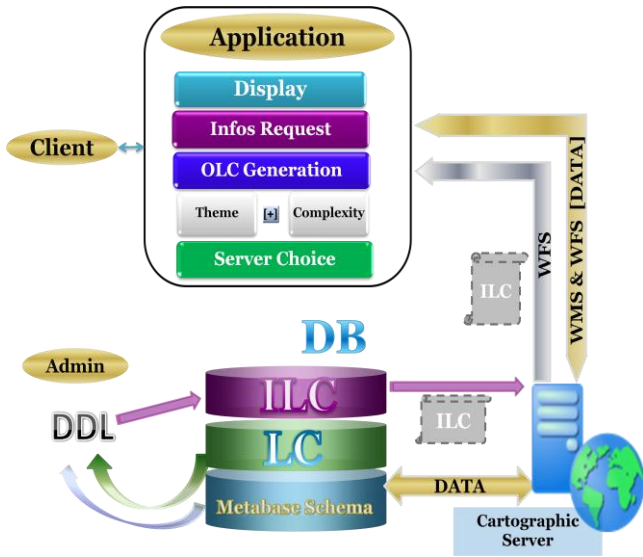 Application
Display
Infos Request
Client
OLC Generation
Theme [+] Complexity
Server Choice
WFS
WMS & WFS [DATA]
ILC
DB
Admin
ILC
ILC
DDL
LC
Metabase Schema
DATA
Cartographic
Server